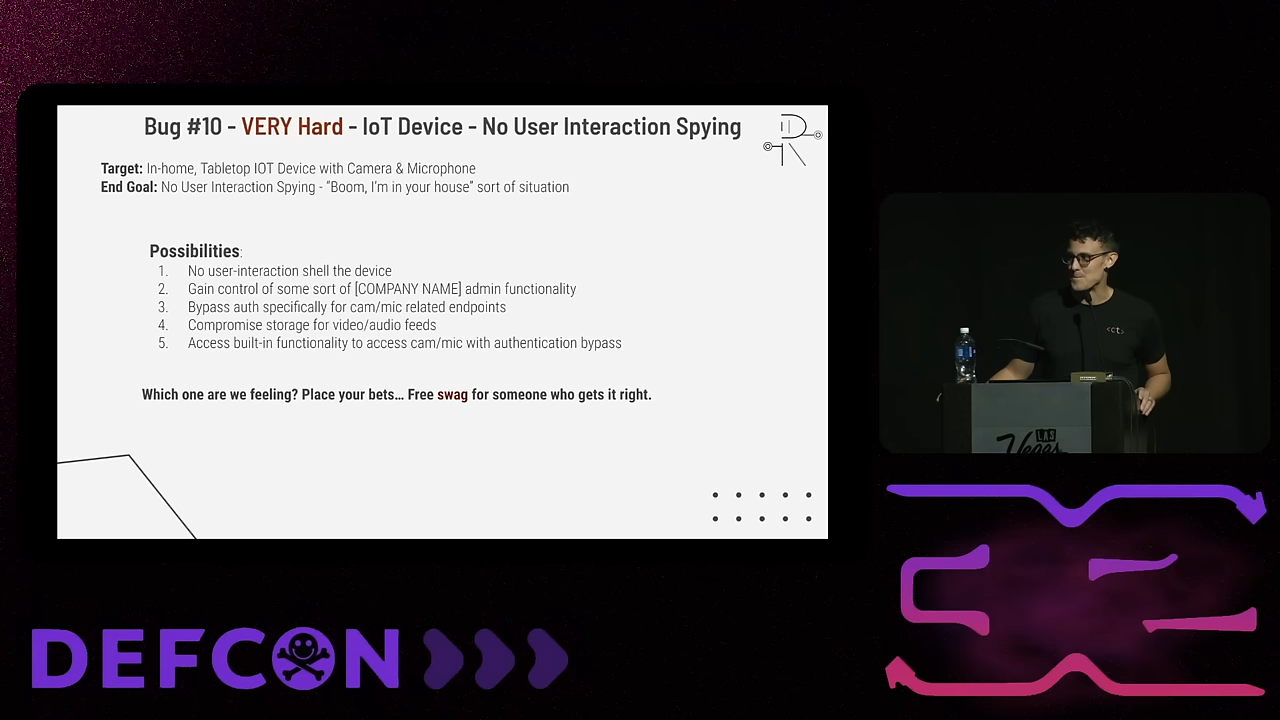 Bug #10 - VERY Hard - IoT Device - No User Interaction Spying
Target: In-home, Tabletop IOT Device with Camera & Microphone
End Goal: No User Interaction Spying - “Boom, I’m in your house” sort of situation
Possibilities:
1. No user-interaction shell the device
2. Gain control of some sort of [COMPANY NAME] admin functionality
3. Bypass auth specifically for cam/mic related endpoints
4. Compromise storage for video/audio feeds
5. Access built-in functionality to access cam/mic with authentication bypass
Which one are we feeling? Place your bets... Free swag for someone who gets it right.
LAS
Vegas
DEFCON